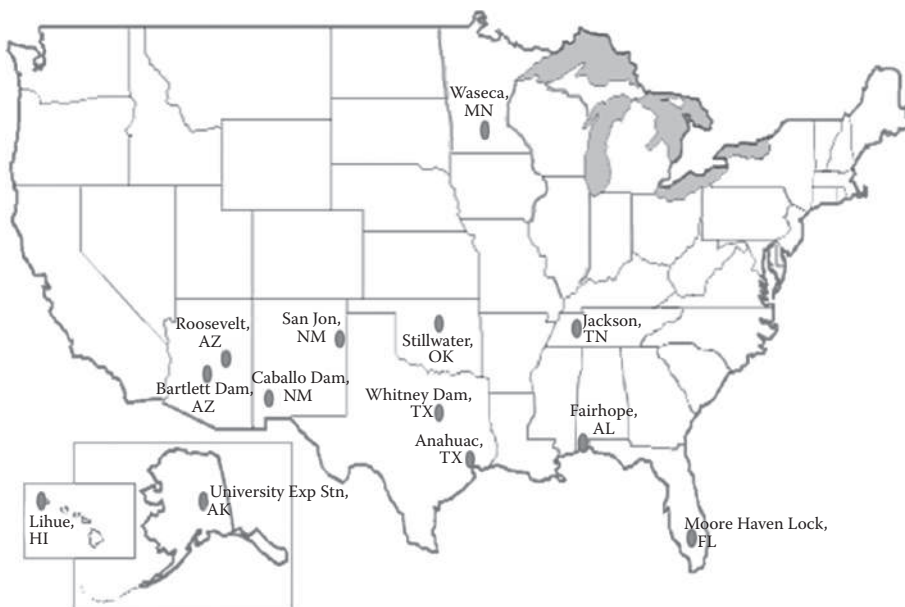 Waseca,
MN
Roosevelt,
AZ
San Jon,
NM
Stillwater,
OK
Jackson,
TN
Bartlett Dam,
AZ
Caballo Dam,
NM
Whitney Dam,
TX
Fairhope,
AL
Anahuac,
TX
University Exp Stn,
AK
Lihue,
HI
Moore Haven Lock,
FL